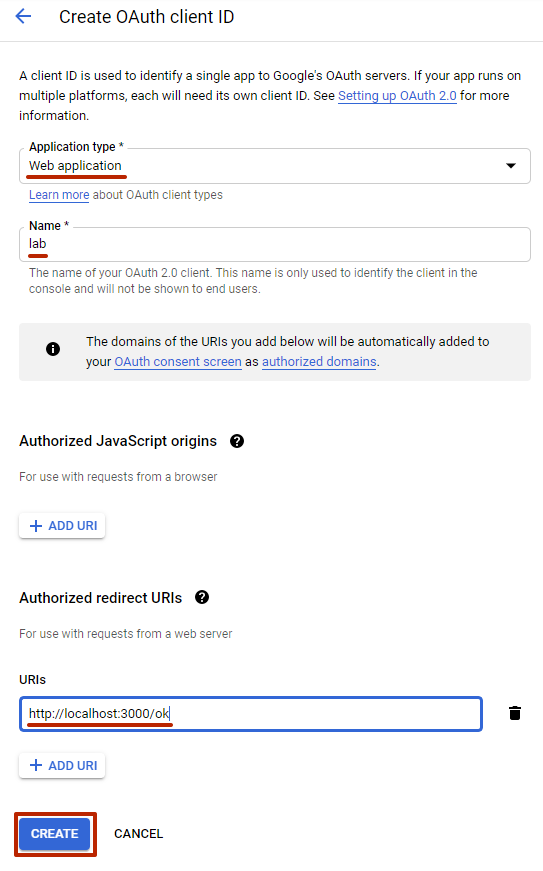 Create OAuth client ID
A client ID is used to identify a single app to Google's OAuth servers. If your app runs on
multiple platforms, each will need its own client ID. See Setting up OAuth 2.0 for more
information.
Application type *
Web application
Learn more about OAuth client types
Name *
lab
The name of your OAuth 2.0 client. This name is only used to identify the client in the
console and will not be shown to end users.
The domains of the URIs you add below will be automatically added to
your OAuth consent screen as authorized domains.
Authorized JavaScript origins
For use with requests from a browser
ADD URI
Authorized redirect URIs
For use with requests from a web server
URIs
http://localhost:3000/ok
ADD URI
CREATE CANCEL